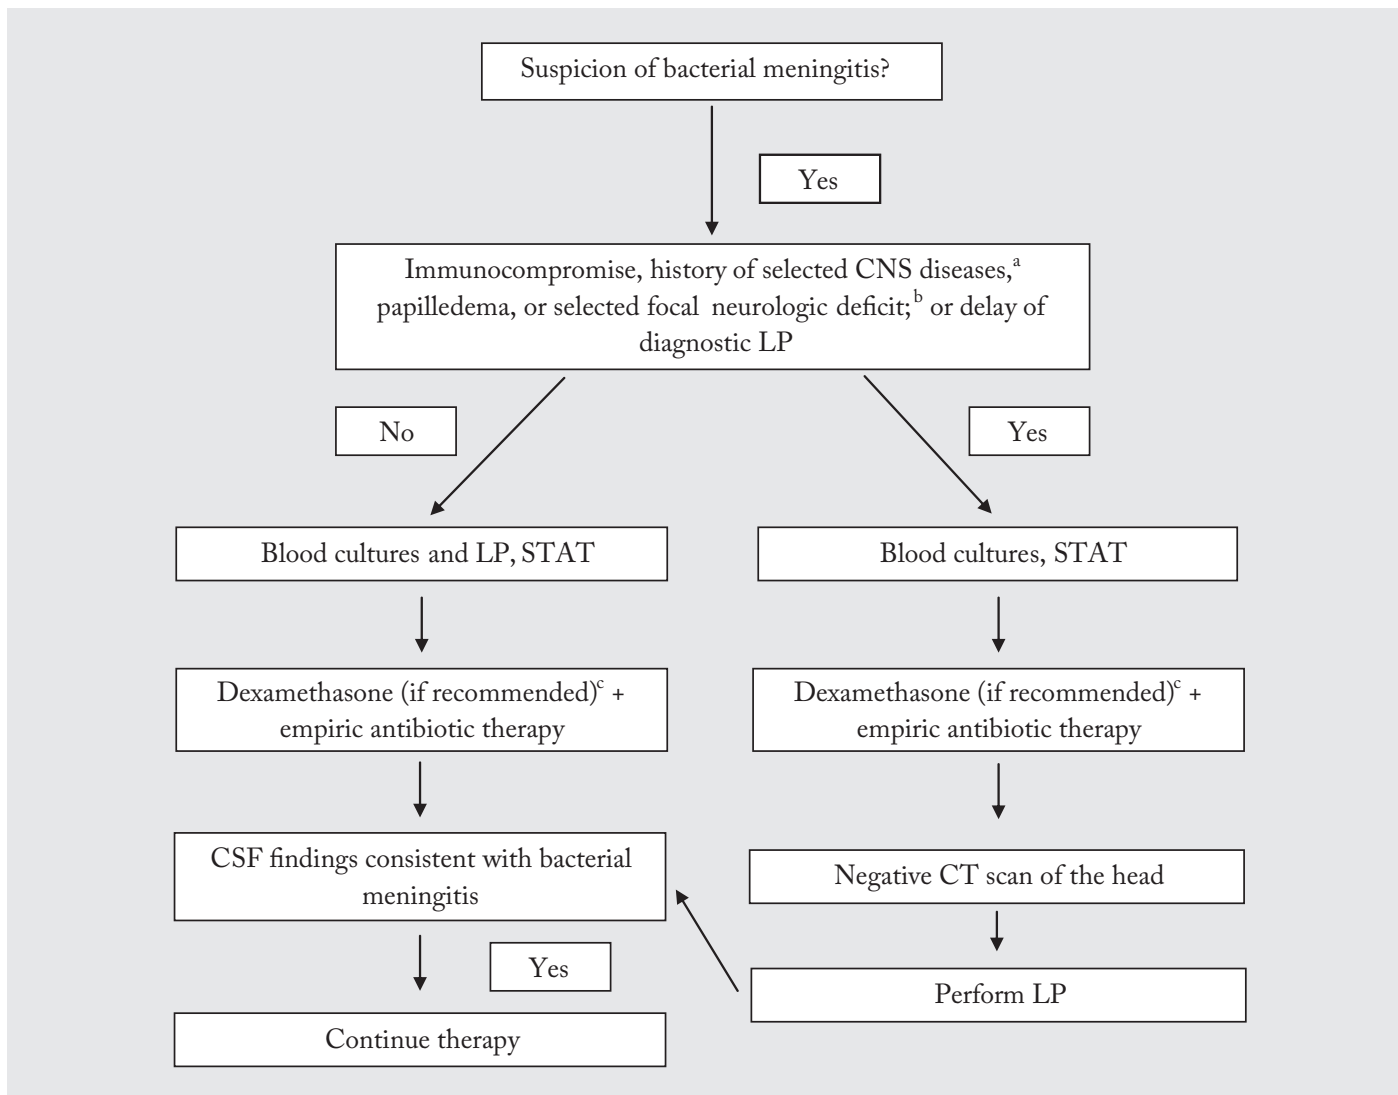 Suspicion of bacterial meningitis?
Yes
Immunocompromise, history of selected CNS diseases,a
papilledema, or selected focal neurologic deficit;b or delay of
diagnostic LP
No
Yes
Blood cultures and LP, STAT
Blood cultures, STAT
Dexamethasone (if recommended)c +
empiric antibiotic therapy
Dexamethasone (if recommended)c +
empiric antibiotic therapy
CSF findings consistent with bacterial
meningitis
Negative CT scan of the head
Yes
Perform LP
Continue therapy